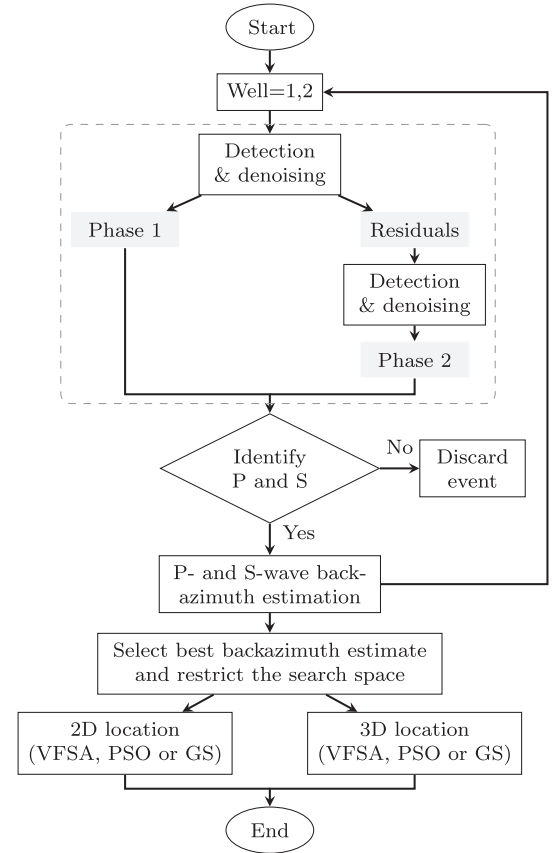 Start
Well=1,2
Detection
& denoising
Phase 1
Residuals
Detection
& denoising
Phase 2
Identify
P and S
No
Discard
event
Yes
P- and S-wave back-
azimuth estimation
Select best backazimuth estimate
and restrict the search space
2D location
(VFSA, PSO or GS)
3D location
(VFSA, PSO or GS)
End